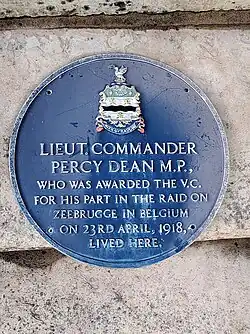 LIEUT. COMMANDER
PERCY DEAN M.P.,
WHO WAS AWARDED THE V.C.
FOR HIS PART IN THE RAID ON
ZEEBRUGGE IN BELGIUM
ON 23RD APRIL, 1918,
LIVED HERE.